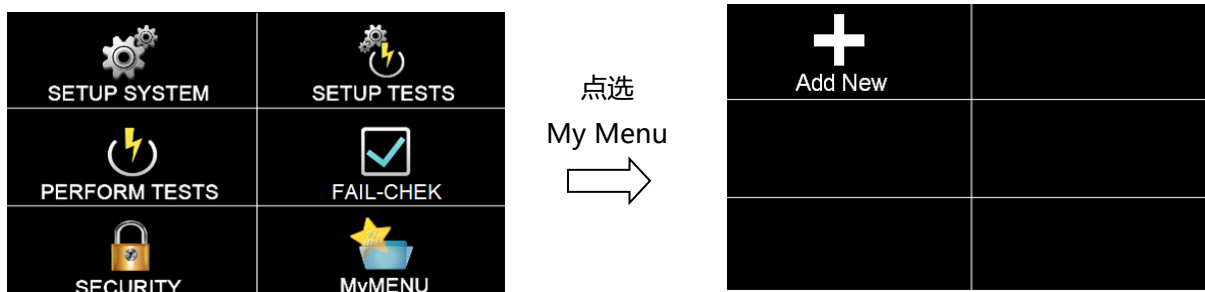 SETUP SYSTEM
SETUP TESTS
PERFORM TESTS
FAIL-CHEK
SECURITY
MyMENU
点选
My Menu
Add New